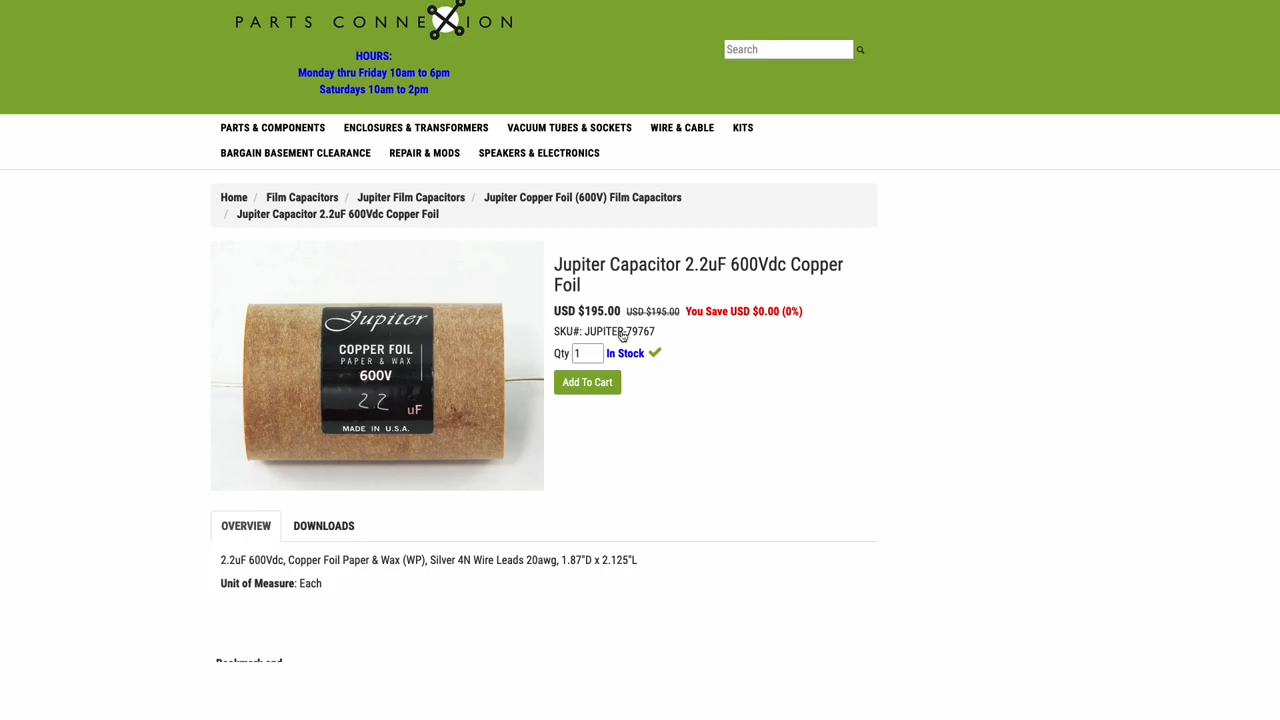 PARTS CONNEXION
HOURS:
Monday thru Friday 10am to 6pm
Saturdays 10am to 2pm
Search
PARTS & COMPONENTS ENCLOSURES & TRANSFORMERS VACUUM TUBES & SOCKETS WIRE & CABLE KITS
BARGAIN BASEMENT CLEARANCE REPAIR & MODS SPEAKERS & ELECTRONICS
Home / Film Capacitors / Jupiter Film Capacitors / Jupiter Copper Foil (600V) Film Capacitors
/ Jupiter Capacitor 2.2uF 600Vdc Copper Foil
Jupiter
COPPER FOIL
PAPER & WAX
600V
2.2 uF
MADE IN U.S.A.
Jupiter Capacitor 2.2uF 600Vdc Copper
Foil
USD $195.00 USD $195.00 You Save USD $0.00 (0%)
SKU#: JUPITER-79767
Qty 1 In Stock
Add To Cart
OVERVIEW DOWNLOADS
2.2uF 600Vdc, Copper Foil Paper & Wax (WP), Silver 4N Wire Leads 20awg, 1.87"D x 2.125"L
Unit of Measure: Each